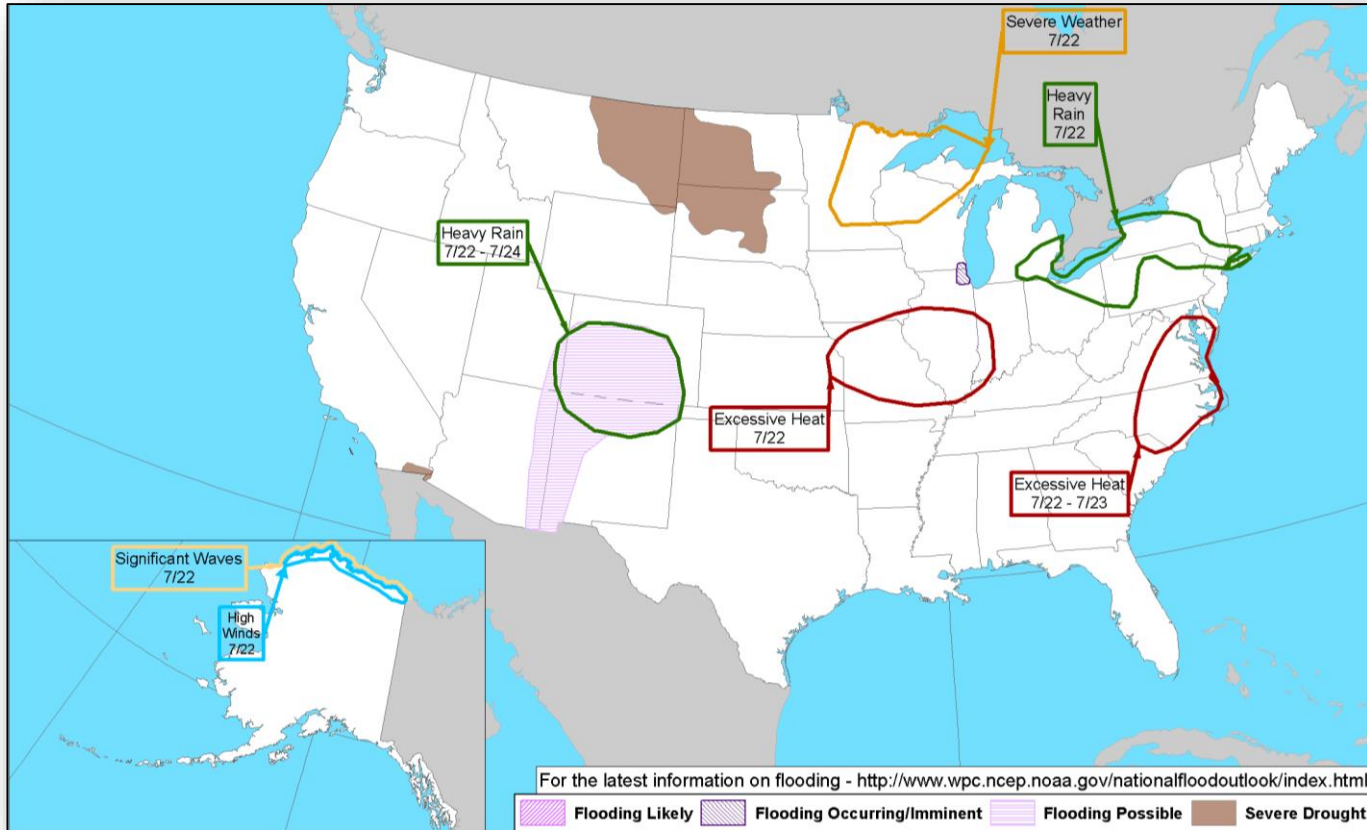 Severe Weather
7/22
Heavy
Rain
7/22
Heavy Rain
7/22 - 7/24
Excessive Heat
7/22
Excessive Heat
7/22 - 7/23
Significant Waves
7/22
High
Winds
7/22
For the latest information on flooding - http://www.wpc.ncep.noaa.gov/nationalfloodoutlook/index.html
Flooding Likely
Flooding Occurring/Imminent
Flooding Possible
Severe Drought